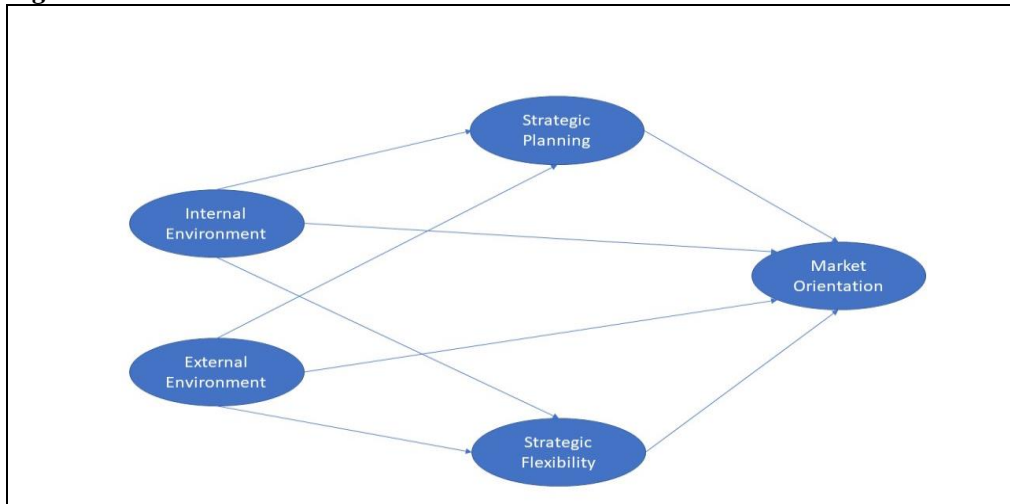 Strategic
Planning
Internal
Environment
Market
Orientation
External
Environment
Strategic
Flexibility